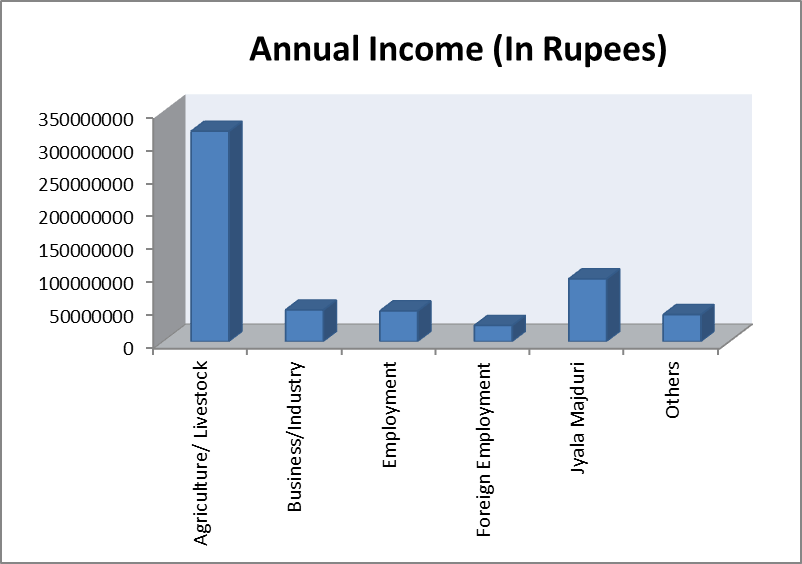 Annual Income (In Rupees)
350000000
300000000
250000000
200000000
150000000
100000000
50000000
0
Agriculture/ Livestock
Business/Industry
Employment
Foreign Employment
Jyala Majduri
Others